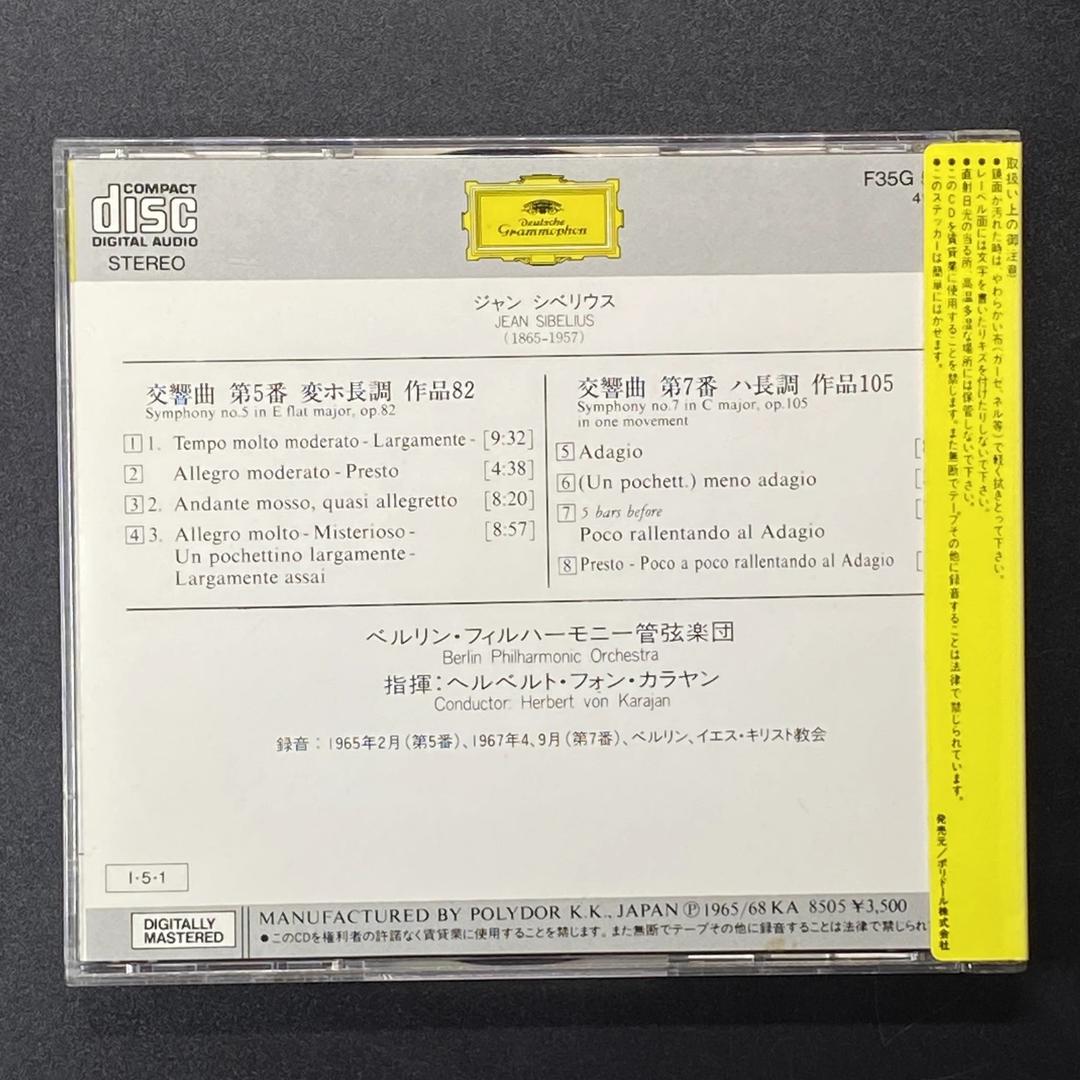 COMPACT
disc
DIGITAL AUDIO
STEREO
Deutsche
Grammophon
F35G
ジャン シベリウス
JEAN SIBELIUS
(1865-1957)
交響曲 第5番 変ホ長調 作品82
Symphony no.5 in E flat major, op.82
1 1. Tempo molto moderato - Largamente - [9:32]
2 Allegro moderato - Presto [4:38]
3 2. Andante mosso, quasi allegretto [8:20]
4 3. Allegro molto - Misterioso - [8:57]
Un pochettino largamente -
Largamente assai
交響曲 第7番 ハ長調 作品105
Symphony no.7 in C major, op.105
in one movement
5 Adagio
6 (Un pochett.) meno adagio
7 5 bars before
Poco rallentando al Adagio
8 Presto - Poco a poco rallentando al Adagio
ベルリン・フィルハーモニー管弦楽団
Berlin Philharmonic Orchestra
指揮:ヘルベルト・フォン・カラヤン
Conductor: Herbert von Karajan
録音:1965年2月(第5番)、1967年4、9月(第7番)、ベルリン、イエス・キリスト教会
I・5・1
DIGITALLY
MASTERED
MANUFACTURED BY POLYDOR K.K., JAPAN Ⓟ 1965/68 KA 8505 ¥3,500
●このCDを権利者の許諾なく賃貸業に使用することを禁じます。また無断でテープその他に録音することは法律で禁じられ
取扱い上の御注意
●鏡面が汚れた時は、やわらかい布(ガーゼ、ネル等)で軽く拭きとって下さい。
●レーベル面には文字を書いたりキズを付けたりしないで下さい。
●直射日光の当る所、高温多湿な場所には保管しないで下さい。
●このCDを賃貸業に使用することを禁じます。また無断でテープその他に録音することは法律で禁じられています。
●このステッカーは簡単にはがせます。
発売元/ポリドール株式会社